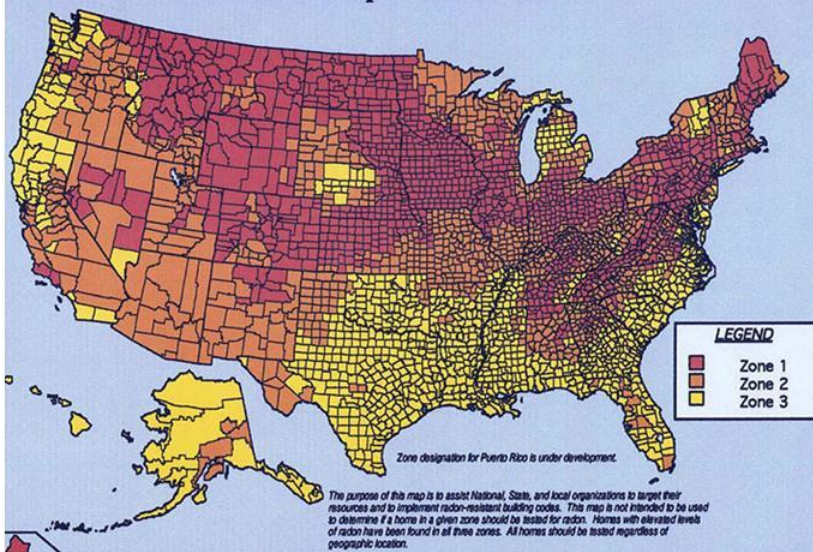 LEGEND
Zone 1
Zone 2
Zone 3
Zone designation for Puerto Rico is under development.
The purpose of this map is to assist National, State, and local organizations to target their
resources and to implement radon-resistant building codes. This map is not intended to be used
to determine if a home in a given zone should be tested for radon. Homes with elevated levels
of radon have been found in all three zones. All homes should be tested regardless of
geographic location.